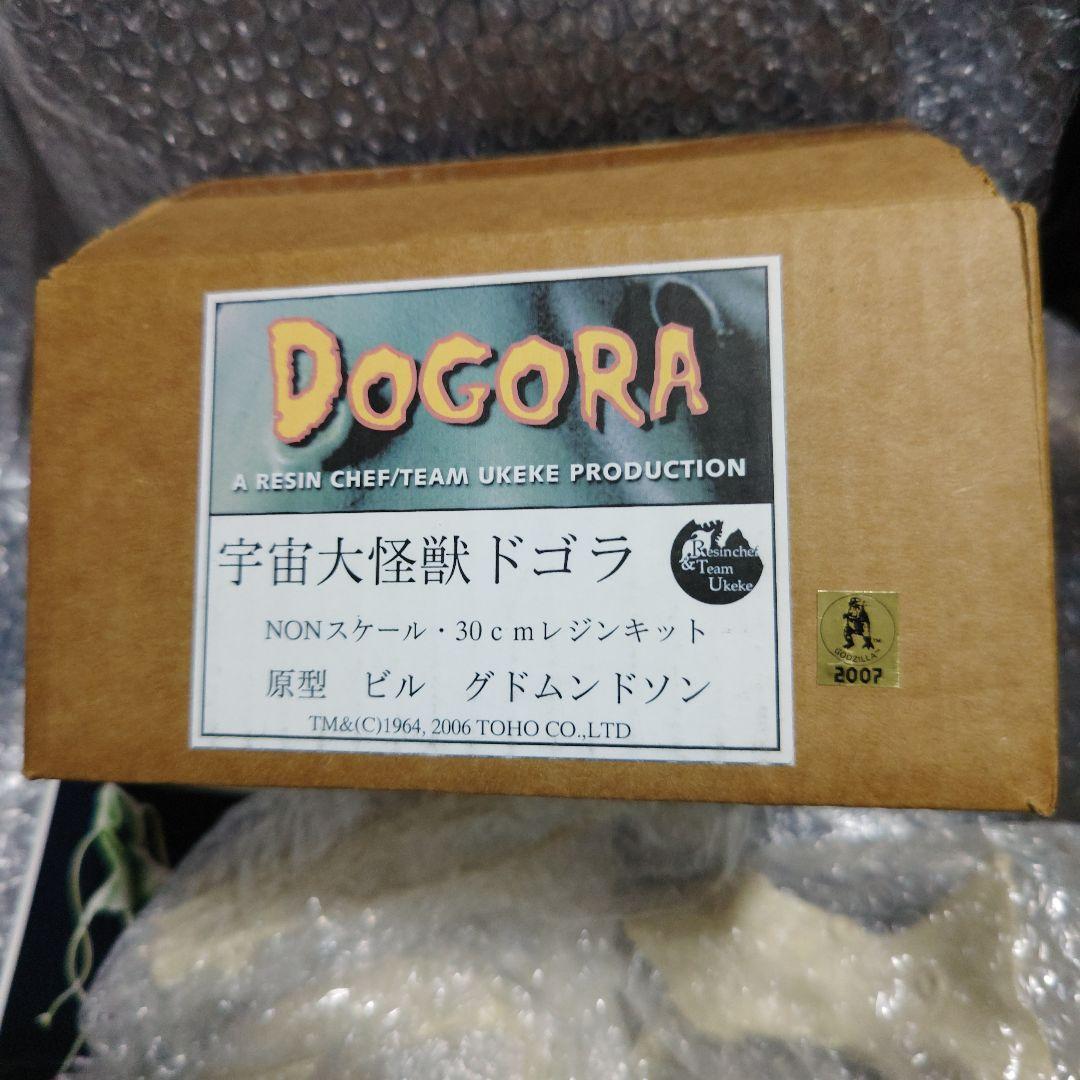 DOGORA
A RESIN CHEF/TEAM UKEKE PRODUCTION
宇宙大怪獣ドゴラ
Resinchef
&Team
Ukeke
NONスケール・30cmレジンキット
原型 ビル グドムンドソン
TM&(C)1964, 2006 TOHO CO.,LTD
GODZILLA™
2007